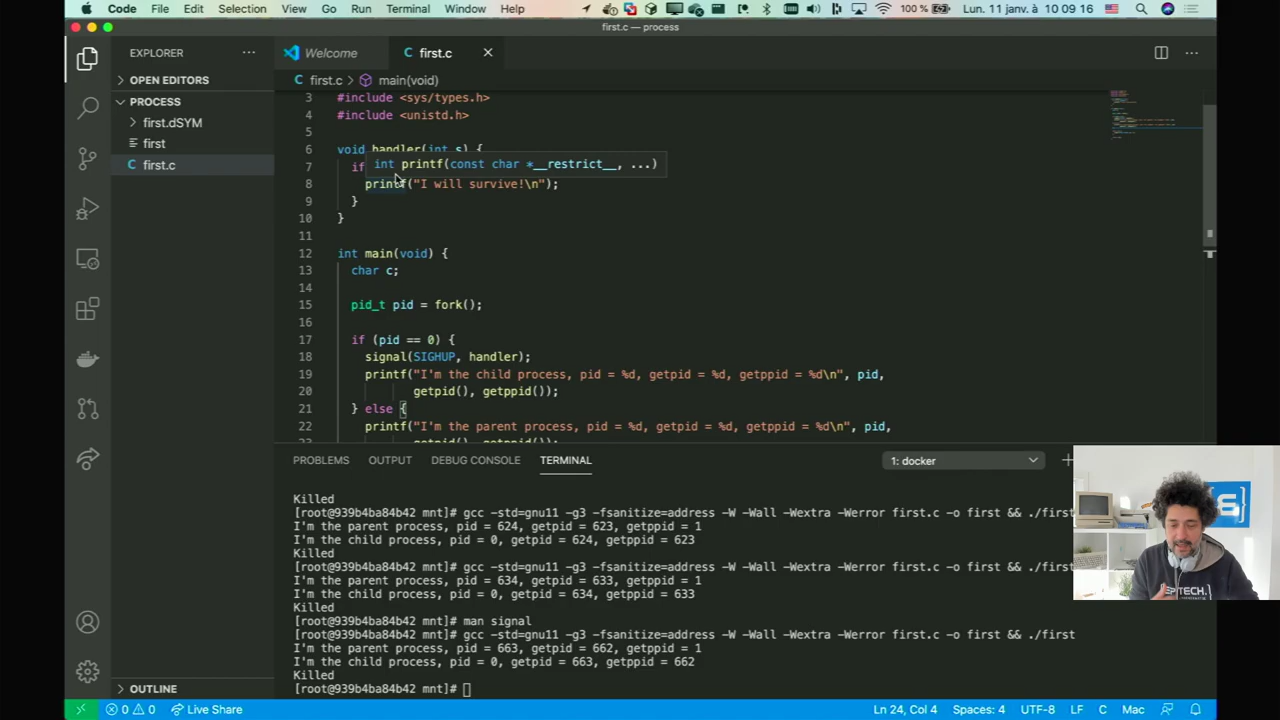 Code File Edit Selection View Go Run Terminal Window Help 100 % Lun. 11 janv. à 10 09 16
first.c — process
EXPLORER
Welcome
first.c
OPEN EDITORS
first.c > main(void)
PROCESS
first.dSYM
first
first.c
3 #include <sys/types.h>
4 #include <unistd.h>
5
6 void handler(int s) {
7 if
int printf(const char *__restrict__, ...)
8 printf("I will survive!\n");
9 }
10 }
11
12 int main(void) {
13 char c;
14
15 pid_t pid = fork();
16
17 if (pid == 0) {
18 signal(SIGHUP, handler);
19 printf("I'm the child process, pid = %d, getpid = %d, getppid = %d\n", pid,
20 getpid(), getppid());
21 } else {
22 printf("I'm the parent process, pid = %d, getpid = %d, getppid = %d\n", pid,
23 getpid(), getppid());
PROBLEMS OUTPUT DEBUG CONSOLE TERMINAL 1: docker
Killed
[root@939b4ba84b42 mnt]# gcc -std=gnu11 -g3 -fsanitize=address -W -Wall -Wextra -Werror first.c -o first && ./first
I'm the parent process, pid = 624, getpid = 623, getppid = 1
I'm the child process, pid = 0, getpid = 624, getppid = 623
Killed
[root@939b4ba84b42 mnt]# gcc -std=gnu11 -g3 -fsanitize=address -W -Wall -Wextra -Werror first.c -o first && ./first
I'm the parent process, pid = 634, getpid = 633, getppid = 1
I'm the child process, pid = 0, getpid = 634, getppid = 633
Killed
[root@939b4ba84b42 mnt]# man signal
[root@939b4ba84b42 mnt]# gcc -std=gnu11 -g3 -fsanitize=address -W -Wall -Wextra -Werror first.c -o first && ./first
I'm the parent process, pid = 663, getpid = 662, getppid = 1
I'm the child process, pid = 0, getpid = 663, getppid = 662
Killed
[root@939b4ba84b42 mnt]#
{EPITECH.
OUTLINE
0 0 Live Share Ln 24, Col 4 Spaces: 4 UTF-8 LF C Mac